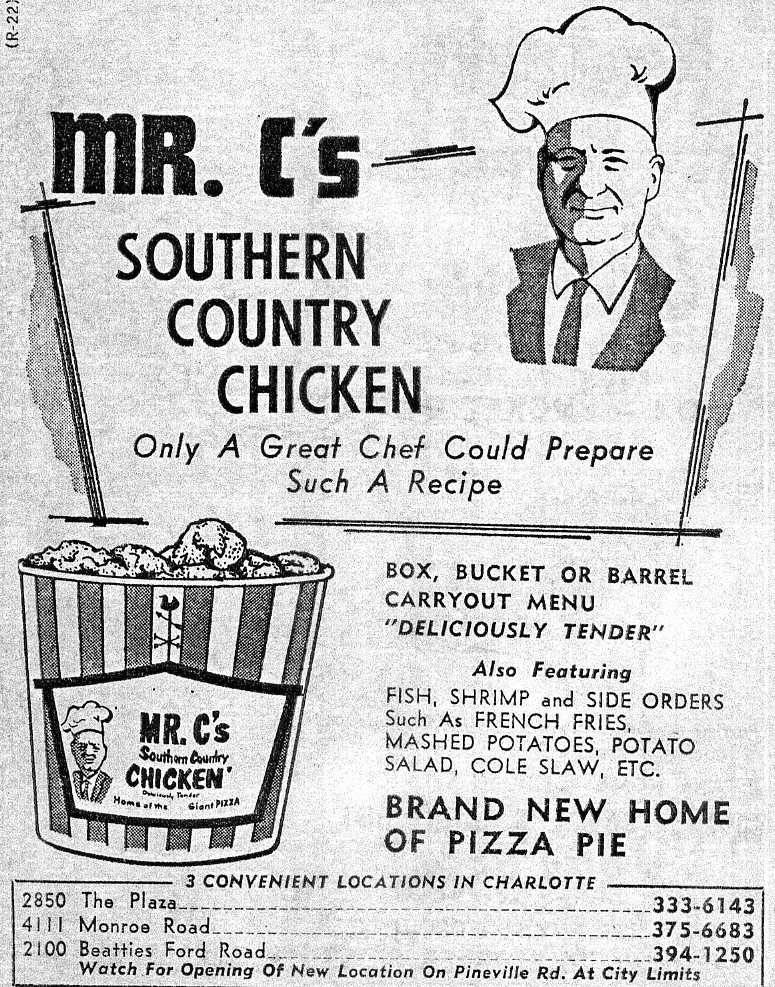 (R-22)
MR. C's
SOUTHERN
COUNTRY
CHICKEN
Only A Great Chef Could Prepare
Such A Recipe
BOX, BUCKET OR BARREL
CARRYOUT MENU
"DELICIOUSLY TENDER"
Also Featuring
FISH, SHRIMP and SIDE ORDERS
Such As FRENCH FRIES,
MASHED POTATOES, POTATO
SALAD, COLE SLAW, ETC.
BRAND NEW HOME
OF PIZZA PIE
MR. C's
Southern Country
CHICKEN
Deliciously Tender
Home of the Giant PIZZA
3 CONVENIENT LOCATIONS IN CHARLOTTE
2850 The Plaza 333-6143
4111 Monroe Road 375-6683
2100 Beatties Ford Road 394-1250
Watch For Opening Of New Location On Pineville Rd. At City Limits